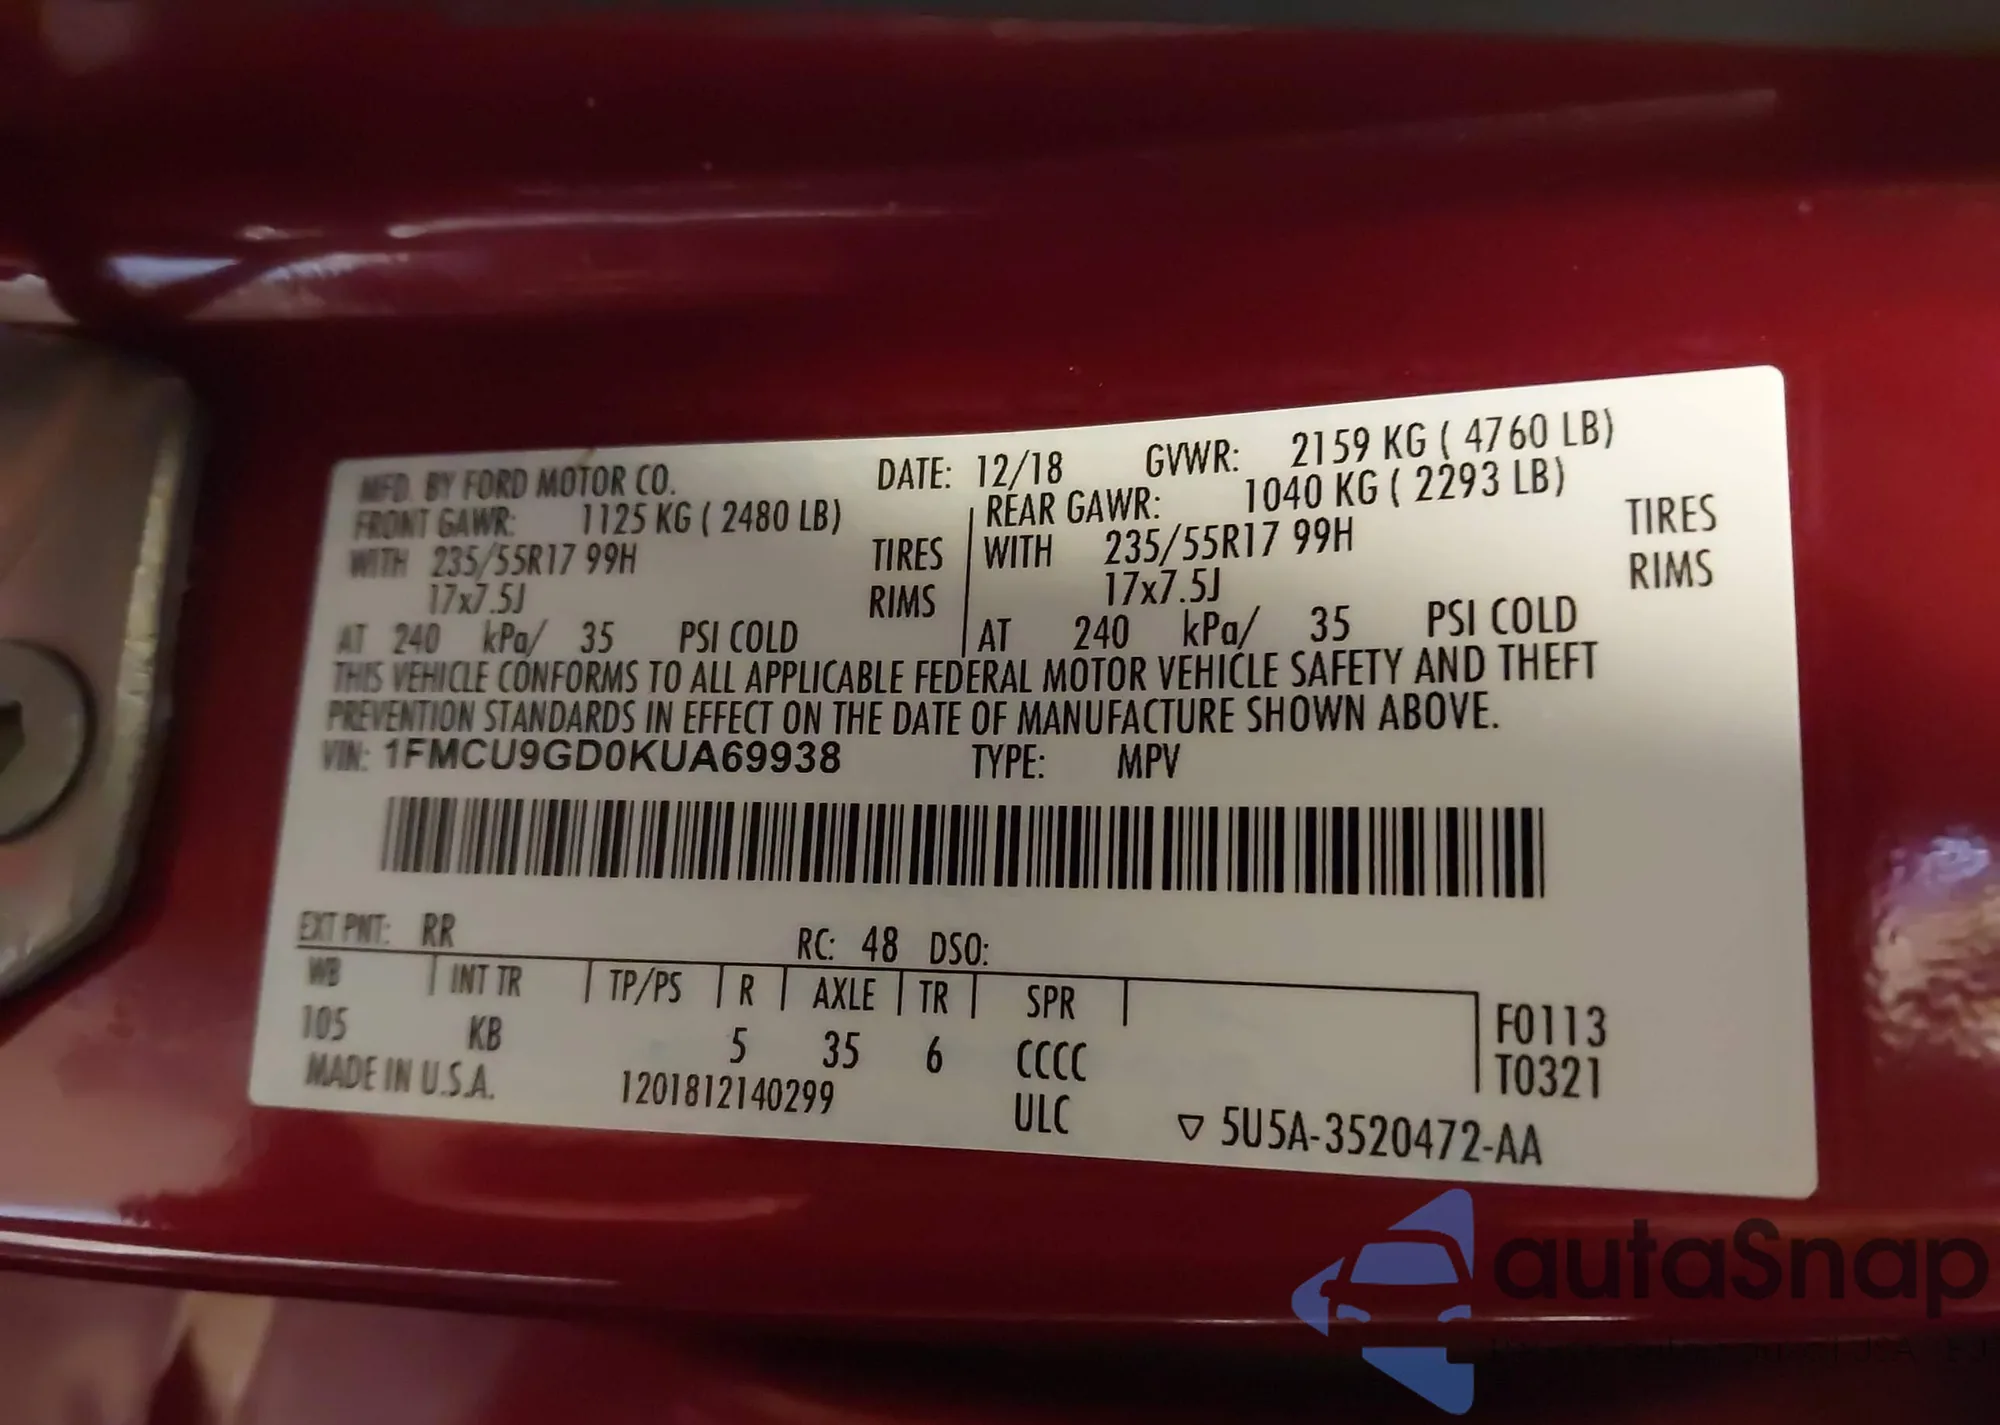 MFD. BY FORD MOTOR CO. DATE: 12/18 GVWR: 2159 KG ( 4760 LB)
FRONT GAWR: 1125 KG ( 2480 LB) REAR GAWR: 1040 KG ( 2293 LB)
WITH 235/55R17 99H TIRES WITH 235/55R17 99H TIRES
17x7.5J RIMS 17x7.5J RIMS
AT 240 kPa/ 35 PSI COLD AT 240 kPa/ 35 PSI COLD
THIS VEHICLE CONFORMS TO ALL APPLICABLE FEDERAL MOTOR VEHICLE SAFETY AND THEFT
PREVENTION STANDARDS IN EFFECT ON THE DATE OF MANUFACTURE SHOWN ABOVE.
VIN: 1FMCU9GD0KUA69938 TYPE: MPV
EXT PNT: RR RC: 48 DSO:
WB INT TR TP/PS R AXLE TR SPR
105 KB 5 35 6 CCCC F0113
T0321
MADE IN U.S.A. 1201812140299 ULC ▽ 5U5A-3520472-AA
autaSnap